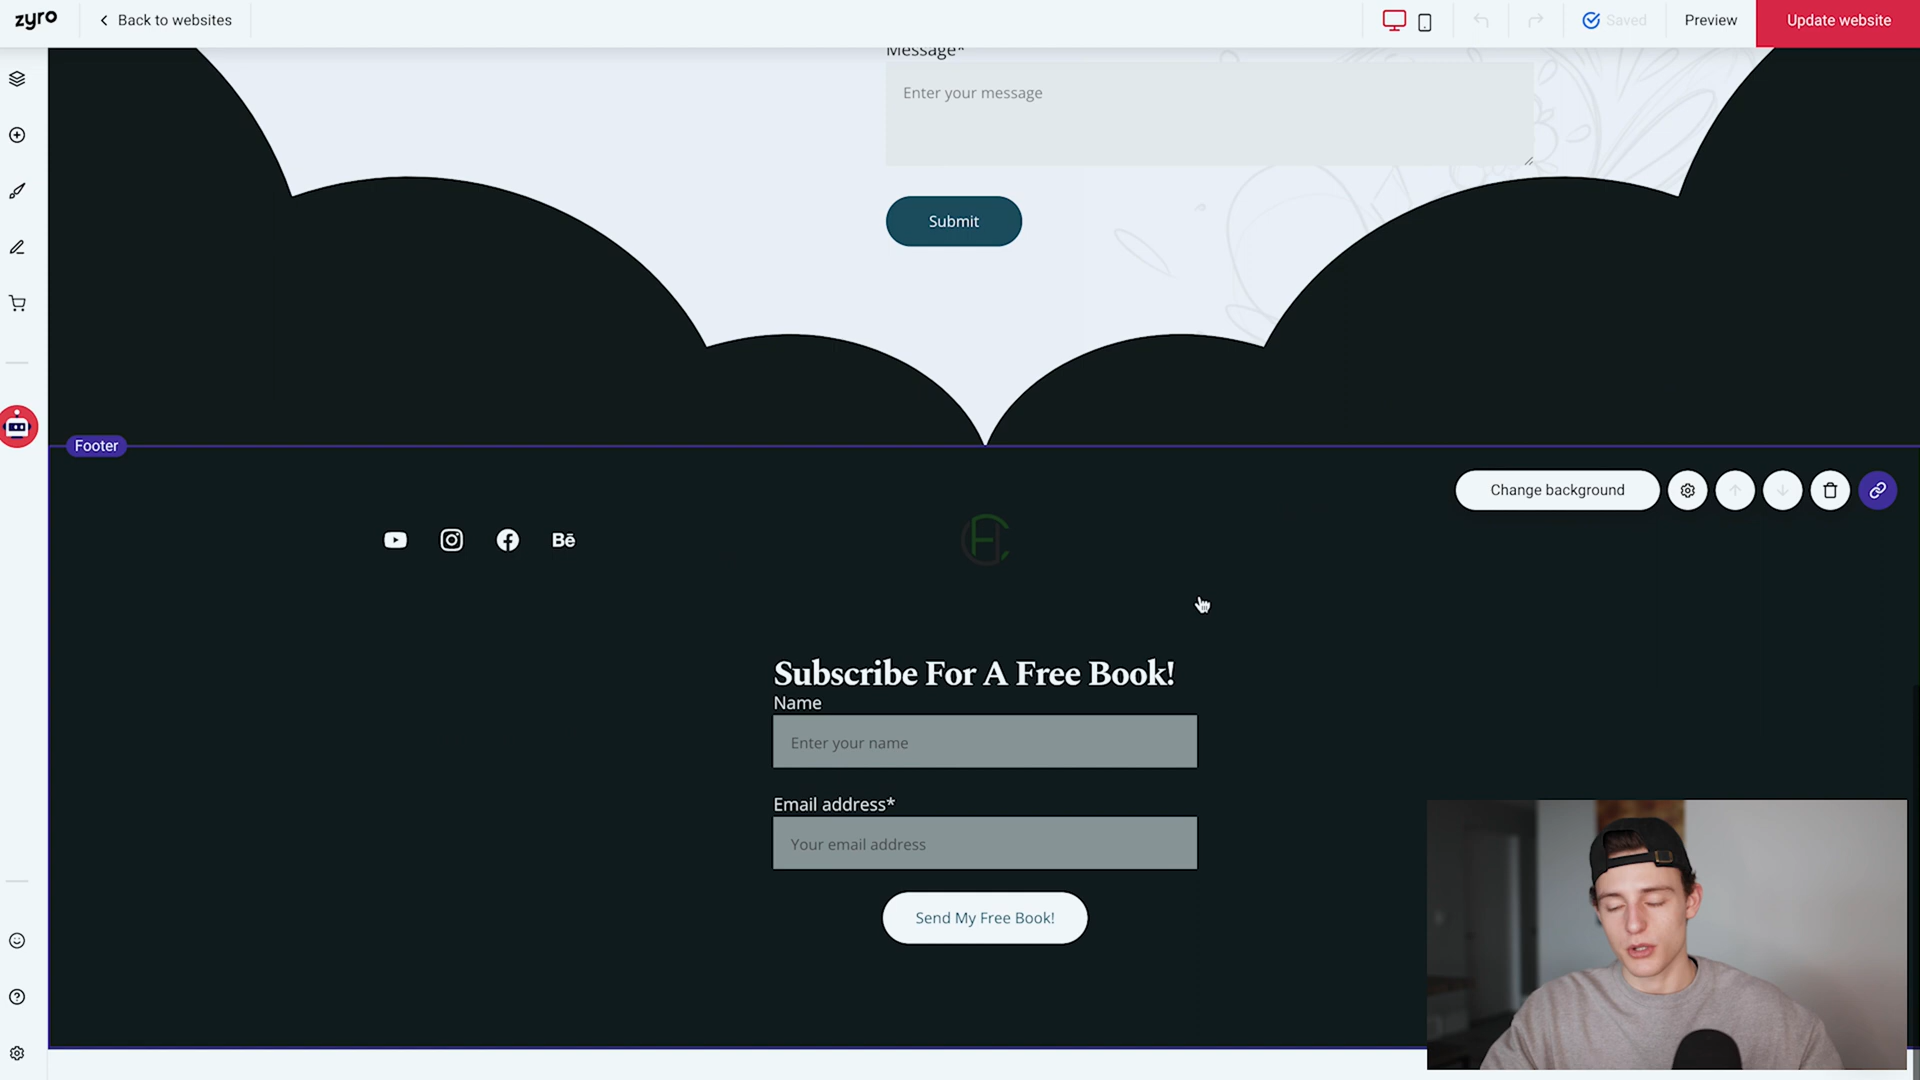 zyro
Back to websites
Saved
Preview
Update website
Message*
Enter your message
Submit
Footer
Change background
Bē
Subscribe For A Free Book!
Name
Enter your name
Email address*
Your email address
Send My Free Book!